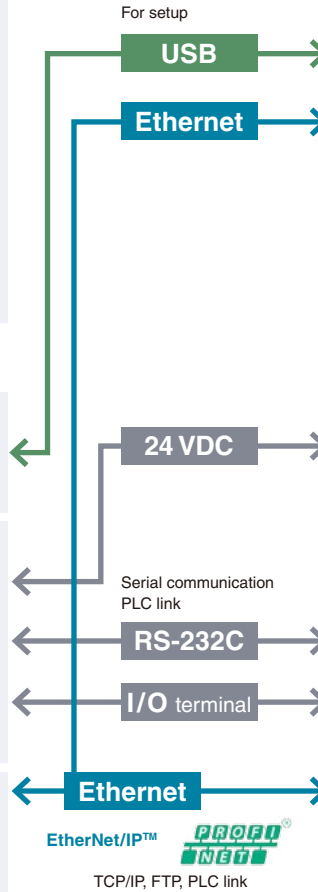 For setup
USB
Ethernet
24 VDC
Serial communication
PLC link
RS-232C
I/O terminal
Ethernet
EtherNet/IP™
PROFI®
NET
TCP/IP, FTP, PLC link